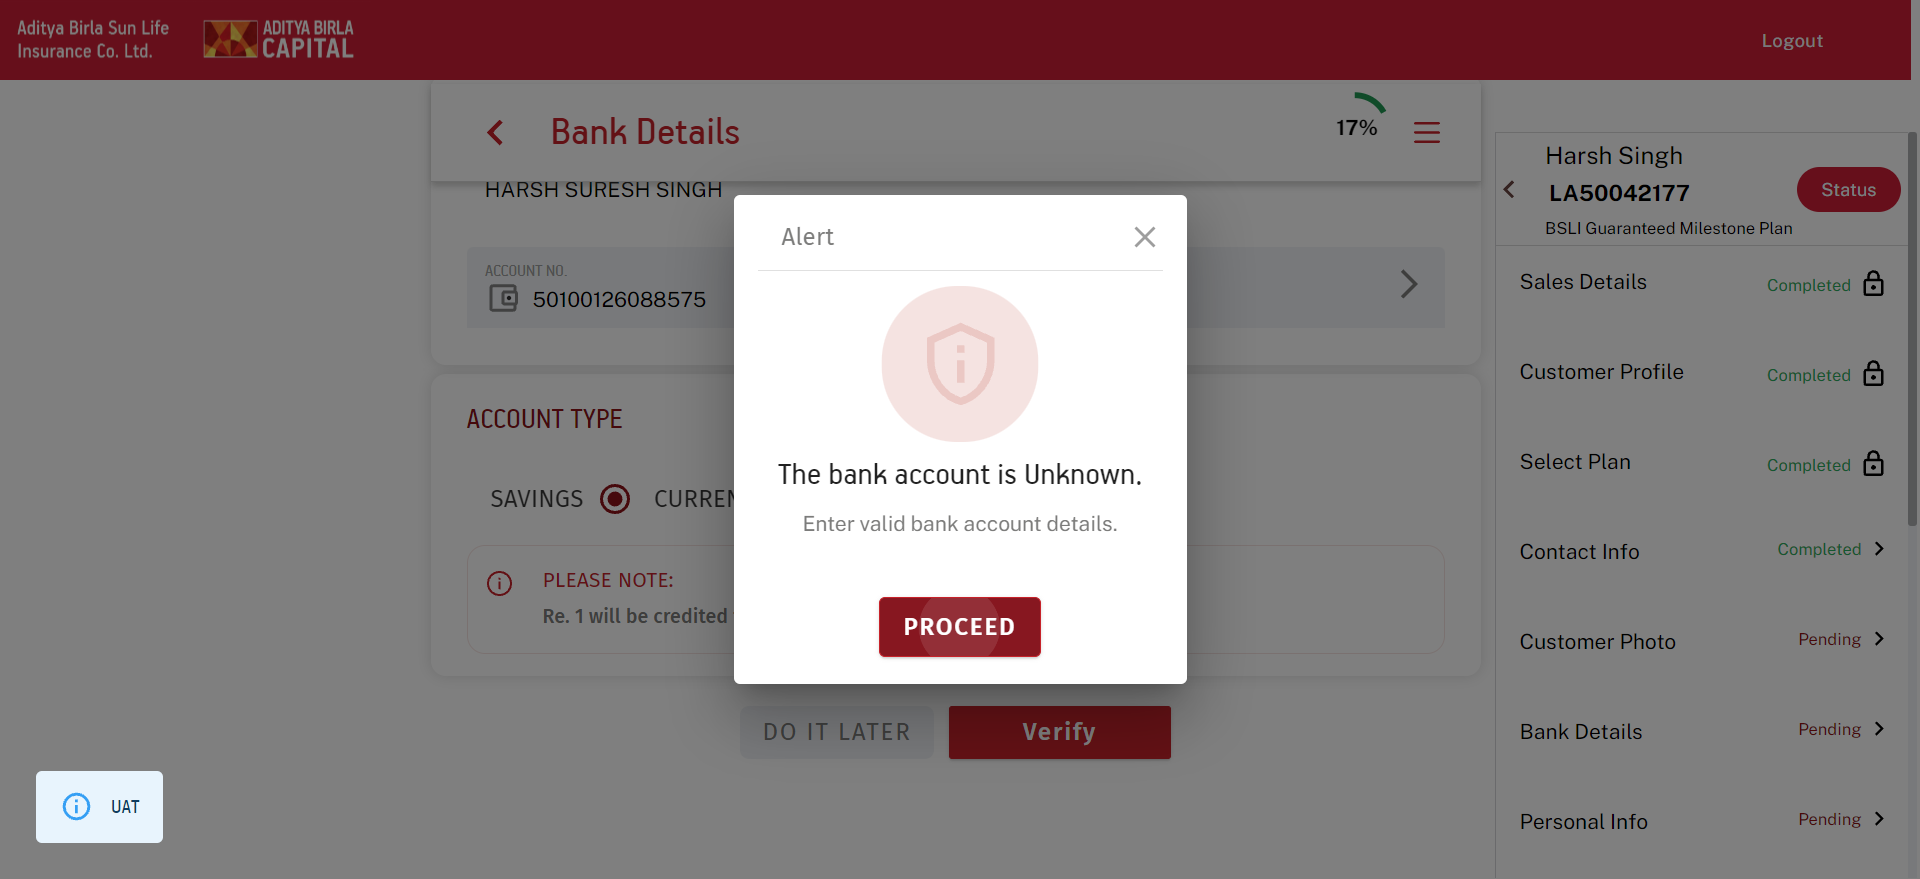 Aditya Birla Sun Life
Insurance Co. Ltd.
ADITYA BIRLA
CAPITAL
Logout
Bank Details
17%
HARSH SURESH SINGH
ACCOUNT NO.
50100126088575
ACCOUNT TYPE
SAVINGS
CURREN
PLEASE NOTE:
Re. 1 will be credited
DO IT LATER
Verify
Alert
The bank account is Unknown.
Enter valid bank account details.
PROCEED
Harsh Singh
LA50042177
Status
BSLI Guaranteed Milestone Plan
Sales Details Completed
Customer Profile Completed
Select Plan Completed
Contact Info Completed
Customer Photo Pending
Bank Details Pending
Personal Info Pending
UAT